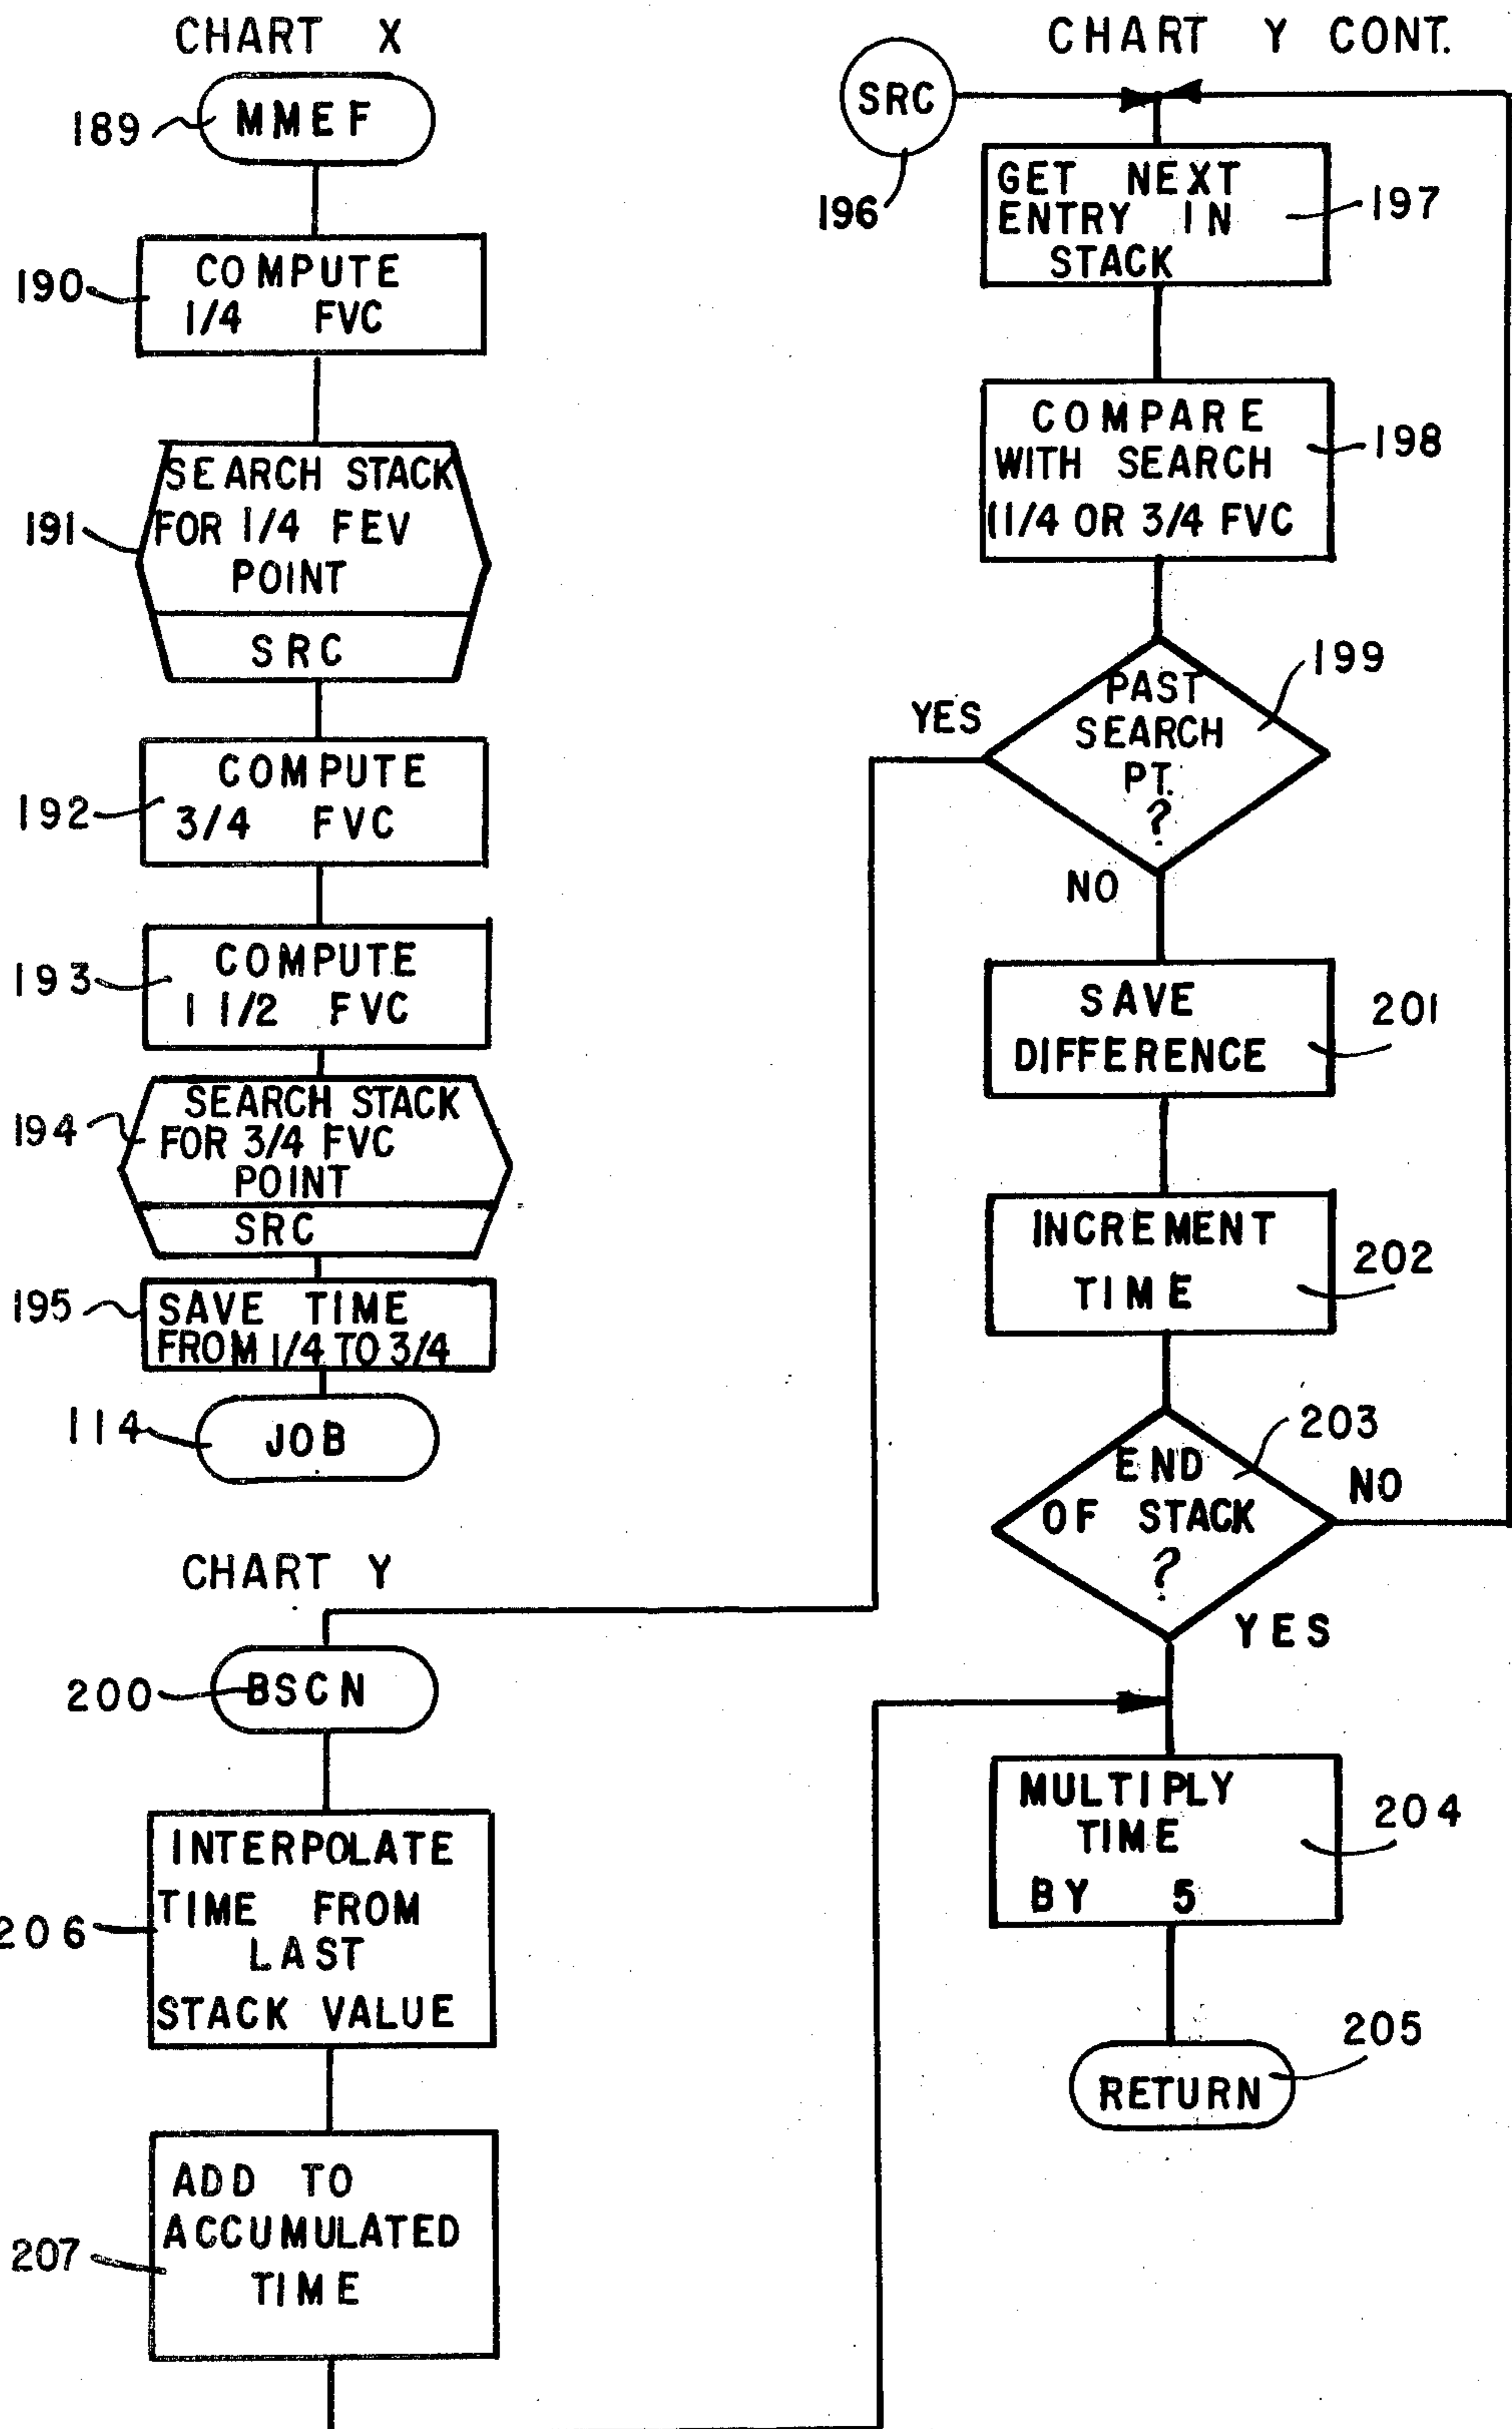 CHART X
MMEF
189
COMPUTE
190
1/4 FVC
SEARCH STACK
191
FOR 1/4 FEV
POINT
SRC
COMPUTE
192
3/4 FVC
COMPUTE
193
1 1/2 FVC
SEARCH STACK
194
FOR 3/4 FVC
POINT
SRC
195
SAVE TIME
FROM 1/4 TO 3/4
114
JOB
CHART Y
200
BSCN
INTERPOLATE
TIME FROM
206
LAST
STACK VALUE
ADD TO
ACCUMULATED
207
TIME
CHART Y CONT.
SRC
196
GET NEXT
ENTRY IN
STACK
197
COMPARE
WITH SEARCH
(1/4 OR 3/4 FVC
198
PAST
SEARCH
PT.
?
199
YES
NO
SAVE
DIFFERENCE
201
INCREMENT
TIME
202
END
OF STACK
?
203
NO
YES
MULTIPLY
TIME
BY 5
204
205
RETURN